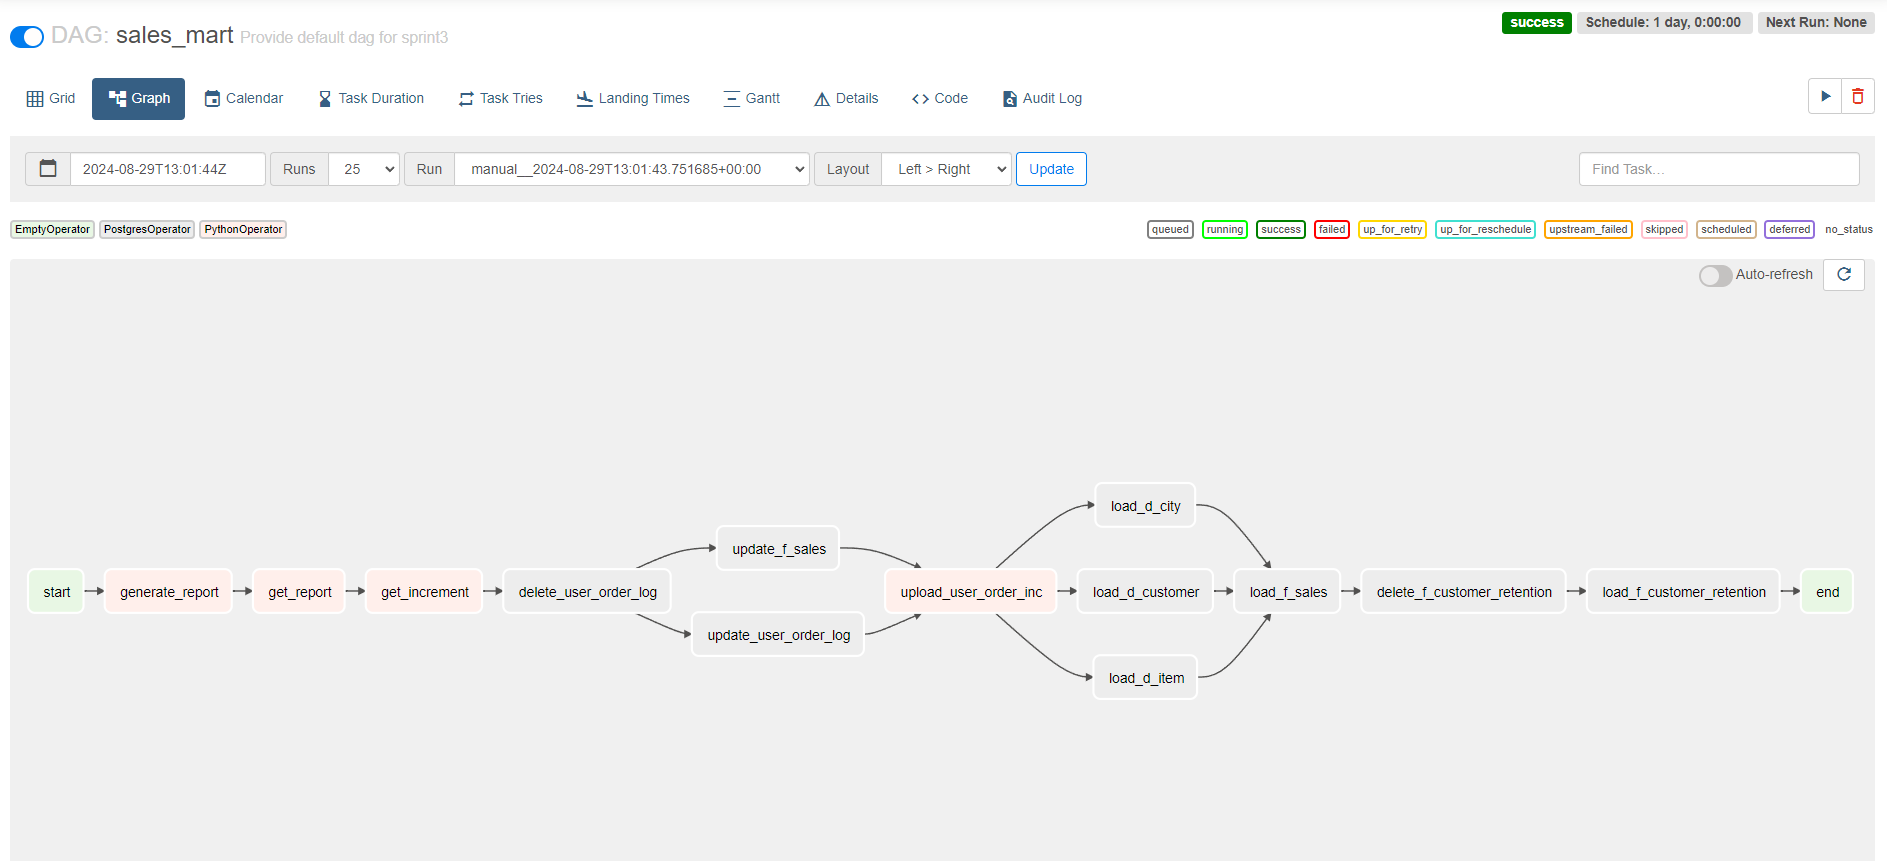 DAG: sales_mart Provide default dag for sprint3
success Schedule: 1 day, 0:00:00 Next Run: None
Grid Graph Calendar Task Duration Task Tries Landing Times Gantt Details Code Audit Log
2024-08-29T13:01:44Z Runs 25 Run manual__2024-08-29T13:01:43.751685+00:00 Layout Left > Right Update Find Task...
EmptyOperator PostgresOperator PythonOperator
queued running success failed up_for_retry up_for_reschedule upstream_failed skipped scheduled deferred no_status
Auto-refresh
start
generate_report
get_report
get_increment
delete_user_order_log
update_f_sales
update_user_order_log
upload_user_order_inc
load_d_city
load_d_customer
load_d_item
load_f_sales
delete_f_customer_retention
load_f_customer_retention
end